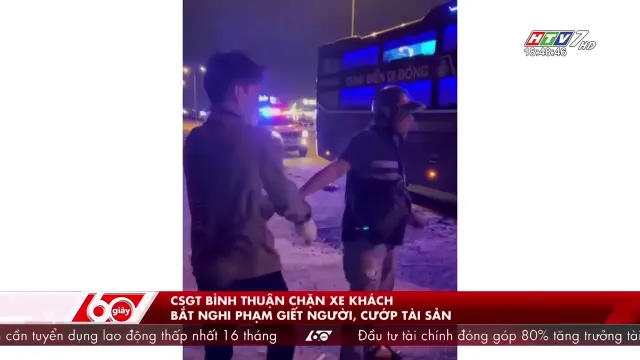 HTV7 HD
18:48:46
CSGT BÌNH THUẬN CHẶN XE KHÁCH
BẮT NGHI PHẠM GIẾT NGƯỜI, CƯỚP TÀI SẢN
60 giây
cần tuyển dụng lao động thấp nhất 16 tháng 60 Đầu tư tài chính đóng góp 80% tăng trưởng